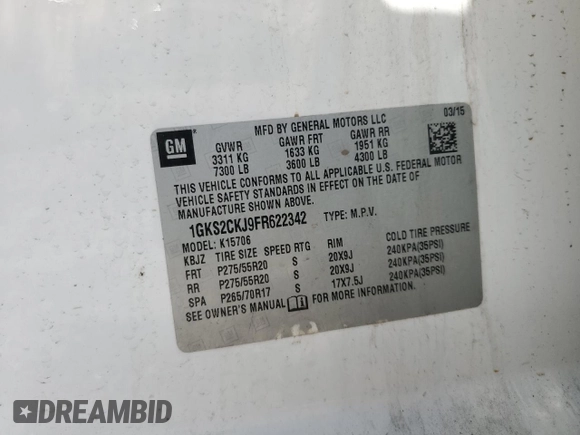 GM
MFD BY GENERAL MOTORS LLC
03/15
GVWR GAWR FRT GAWR RR
3311 KG 1633 KG 1951 KG
7300 LB 3600 LB 4300 LB
THIS VEHICLE CONFORMS TO ALL APPLICABLE U.S. FEDERAL MOTOR
VEHICLE SAFETY STANDARDS IN EFFECT ON THE DATE OF
MANUFACTURE SHOWN ABOVE.
1GKS2CKJ9FR622342 TYPE: M.P.V.
MODEL: K15706
KBJZ TIRE SIZE SPEED RTG RIM COLD TIRE PRESSURE
FRT P275/55R20 S 20X9J 240KPA(35PSI)
RR P275/55R20 S 20X9J 240KPA(35PSI)
SPA P265/70R17 S 17X7.5J 240KPA(35PSI)
SEE OWNER'S MANUAL FOR MORE INFORMATION.
DREAMBID